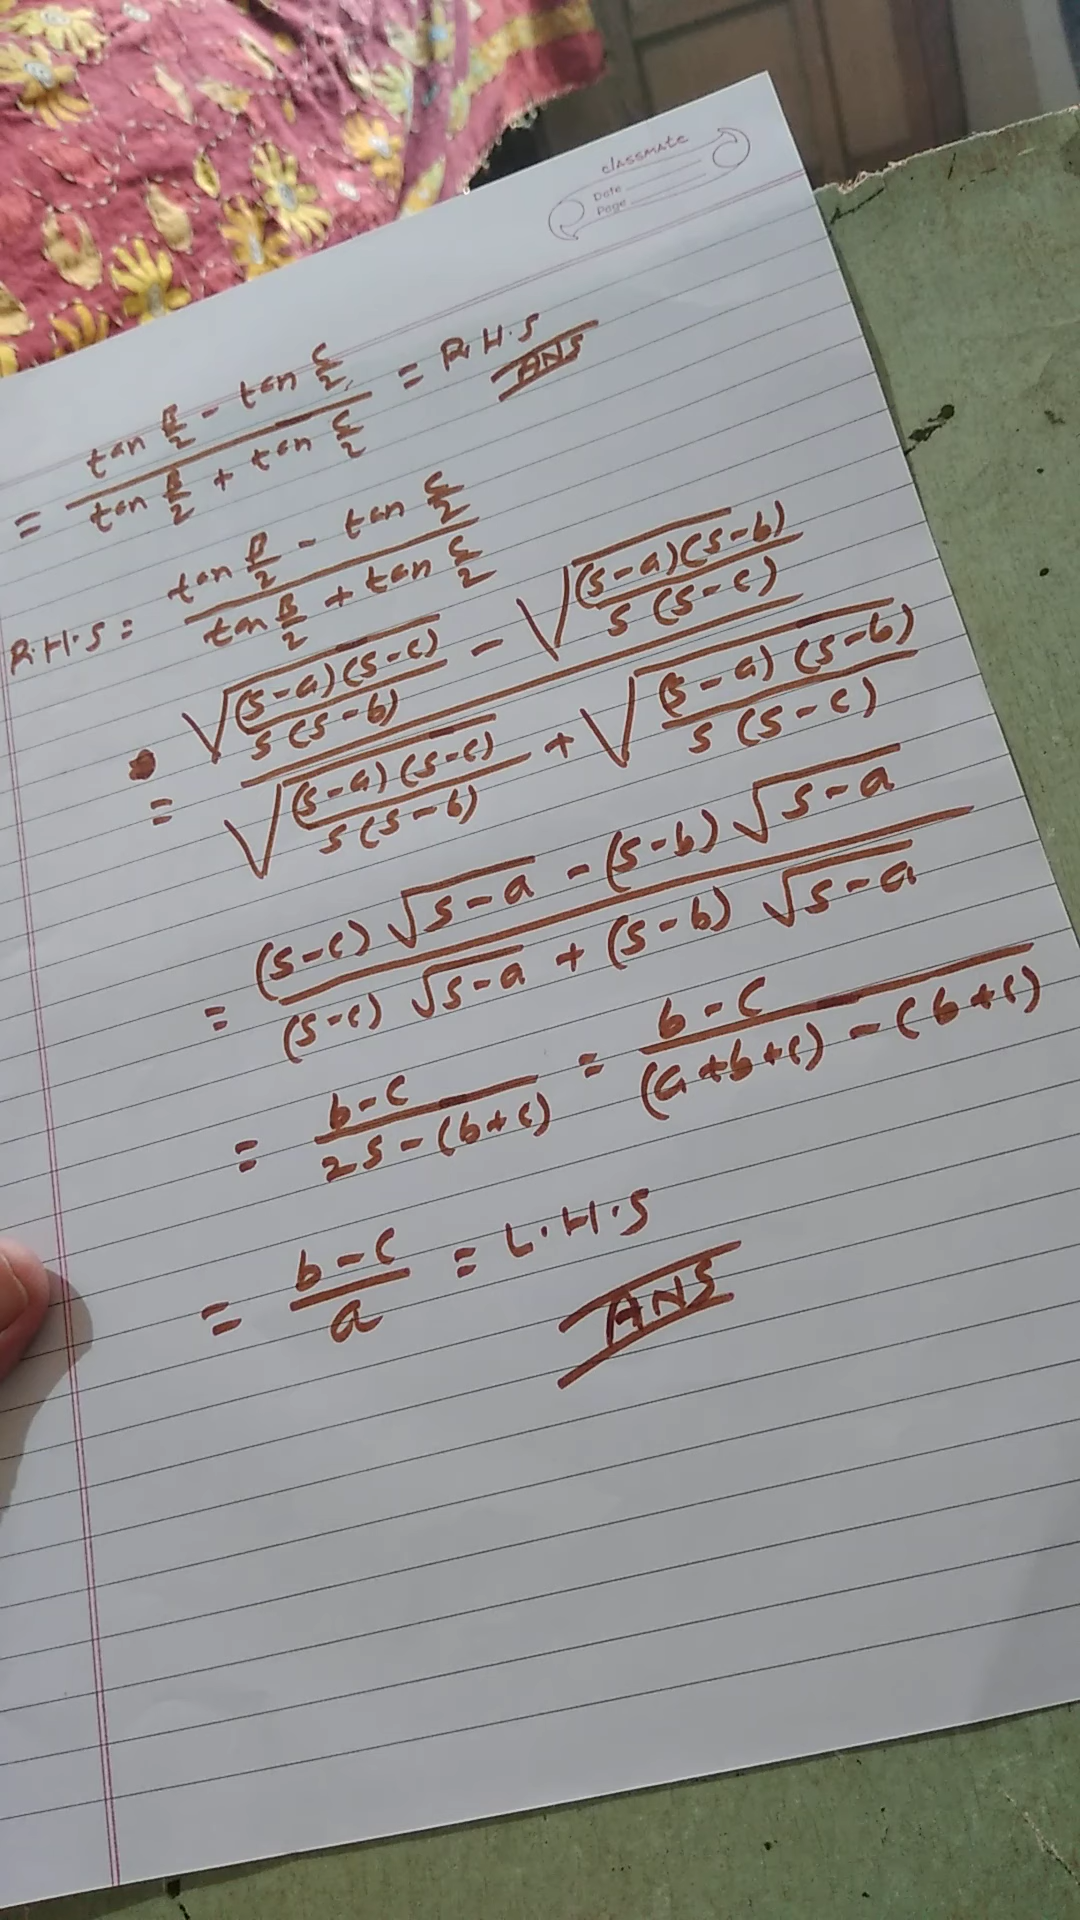 classmate
Date
Page
= (tan B/2 - tan C/2) / (tan B/2 + tan C/2) = R.H.S
ANS
R.H.S = (tan B/2 - tan C/2) / (tan B/2 + tan C/2)
= (√((s-a)(s-c) / s(s-b)) - √((s-a)(s-b) / s(s-c))) / (√((s-a)(s-c) / s(s-b)) + √((s-a)(s-b) / s(s-c)))
= ((s-c)√(s-a) - (s-b)√(s-a)) / ((s-c)√(s-a) + (s-b)√(s-a))
= (b-c) / (2s-(b+c)) = (b-c) / ((a+b+c)-(b+c))
= (b-c) / a = L.H.S
ANS